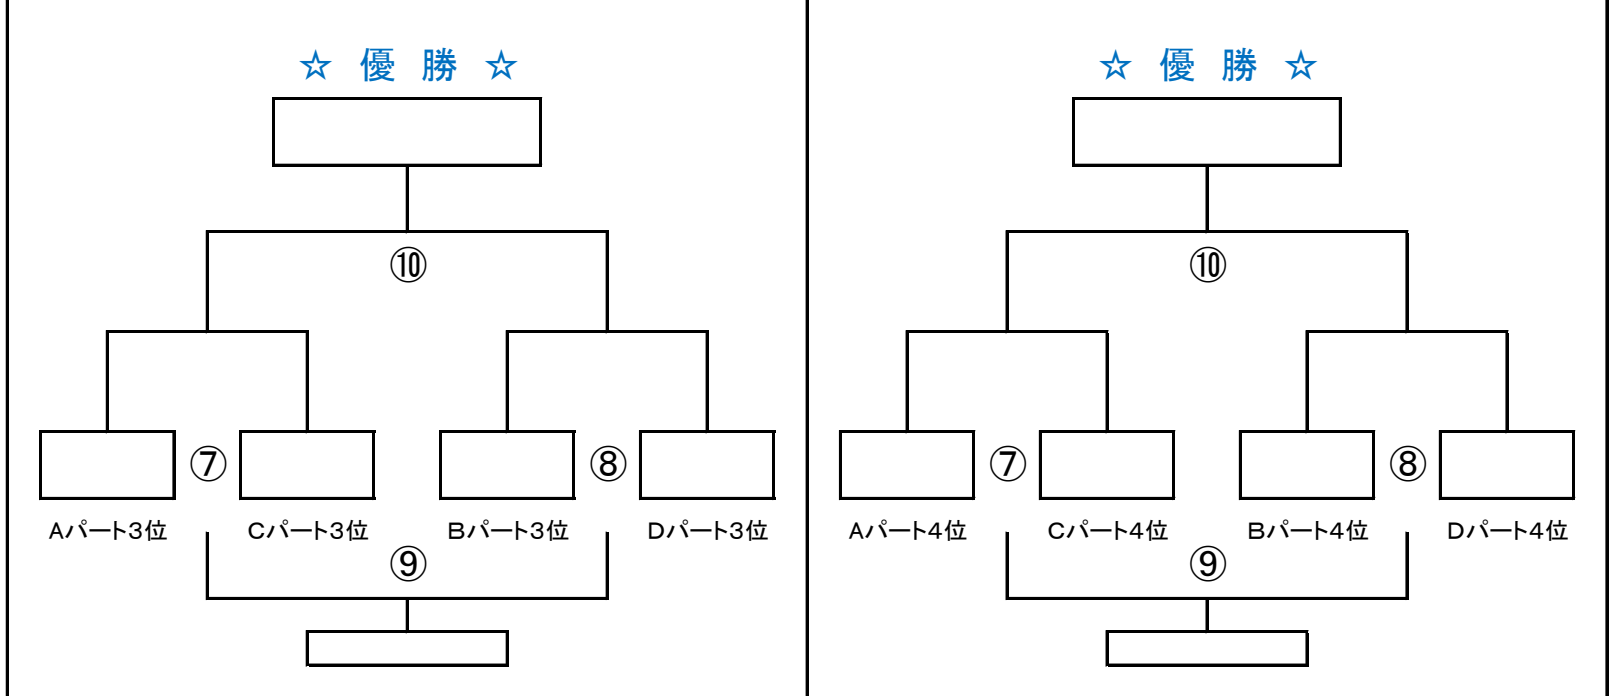 ☆ 優 勝 ☆
⑩
⑦ ⑧
Aパート3位 Cパート3位 Bパート3位 Dパート3位
⑨
☆ 優 勝 ☆
⑩
⑦ ⑧
Aパート4位 Cパート4位 Bパート4位 Dパート4位
⑨